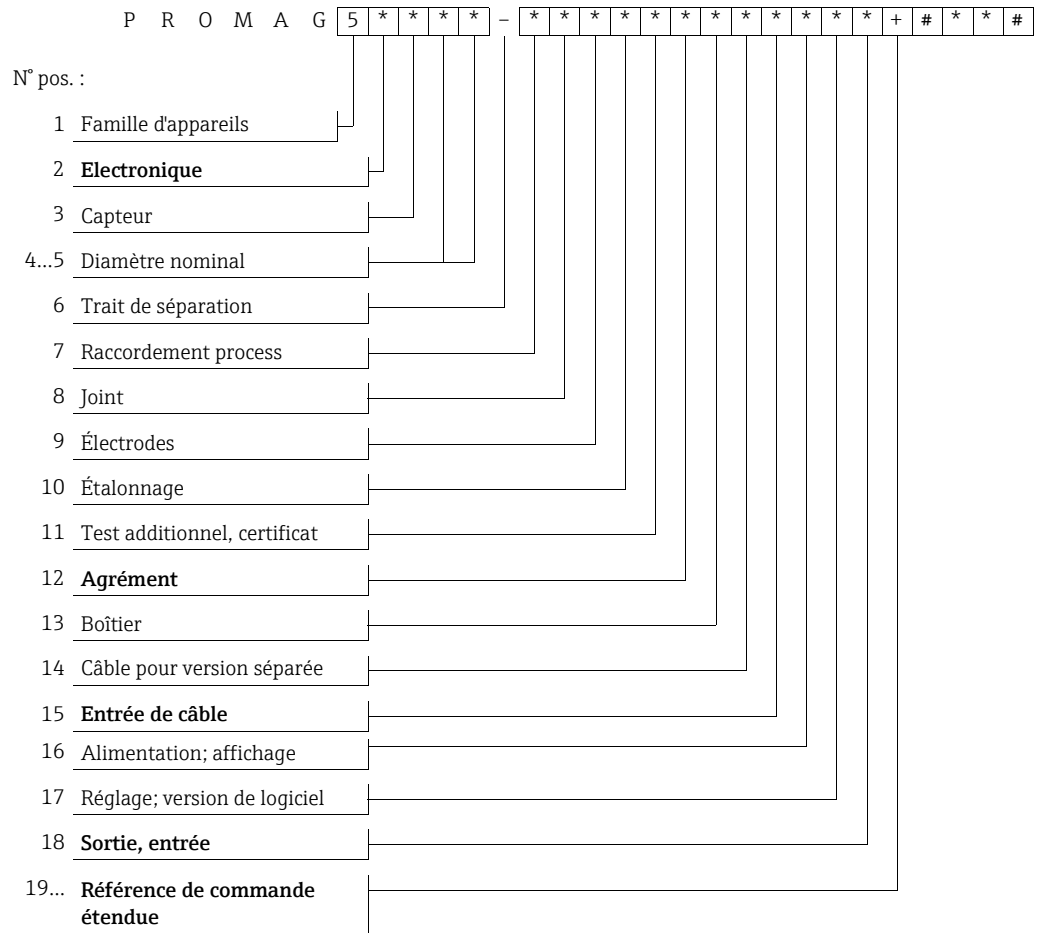 P R O M A G 5 * * * * – * * * * * * * * * * * * + # * * #
N° pos. :
1 Famille d'appareils
2 Electronique
3 Capteur
4...5 Diamètre nominal
6 Trait de séparation
7 Raccordement process
8 Joint
9 Électrodes
10 Étalonnage
11 Test additionnel, certificat
12 Agrément
13 Boîtier
14 Câble pour version séparée
15 Entrée de câble
16 Alimentation; affichage
17 Réglage; version de logiciel
18 Sortie, entrée
19... Référence de commande
étendue